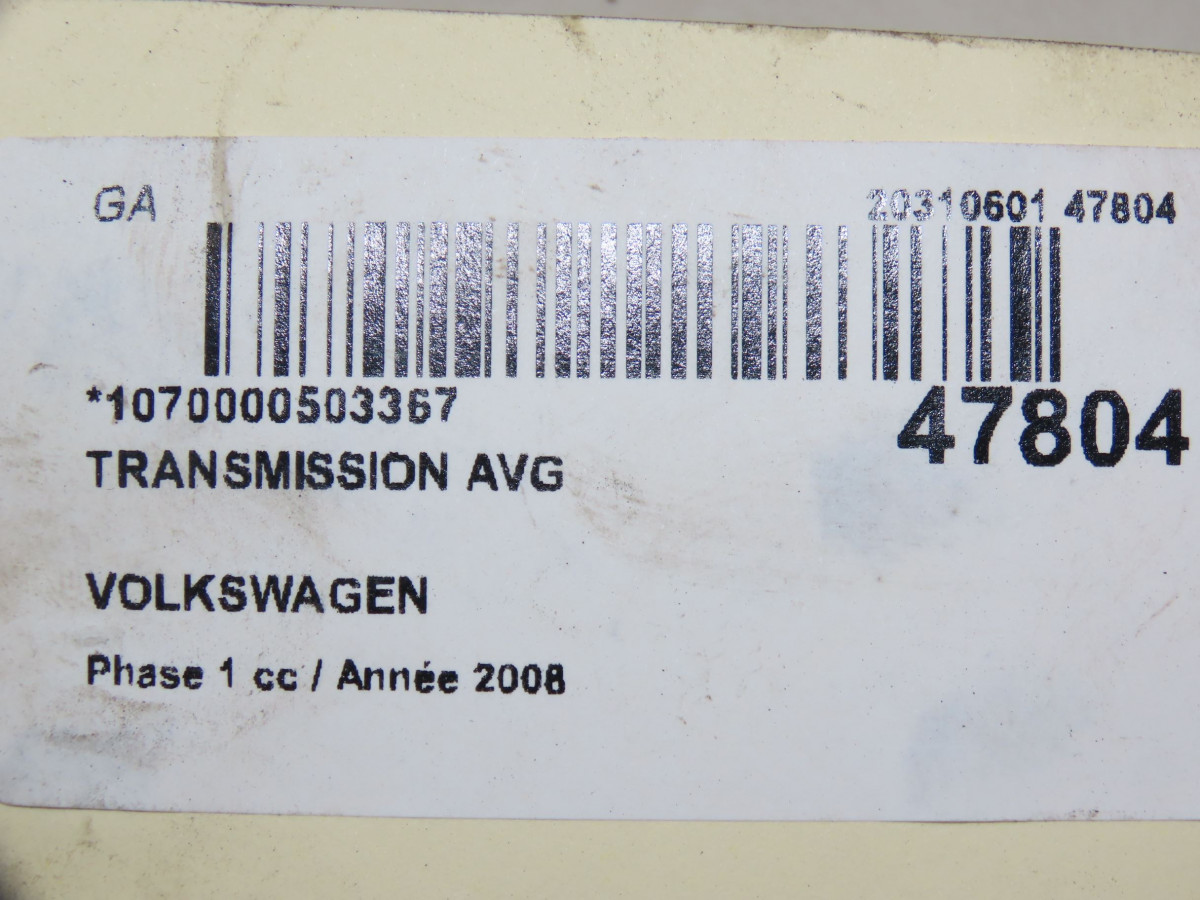 GA 20310601 47804
*1070000503367
47804
TRANSMISSION AVG
VOLKSWAGEN
Phase 1 cc / Année 2008